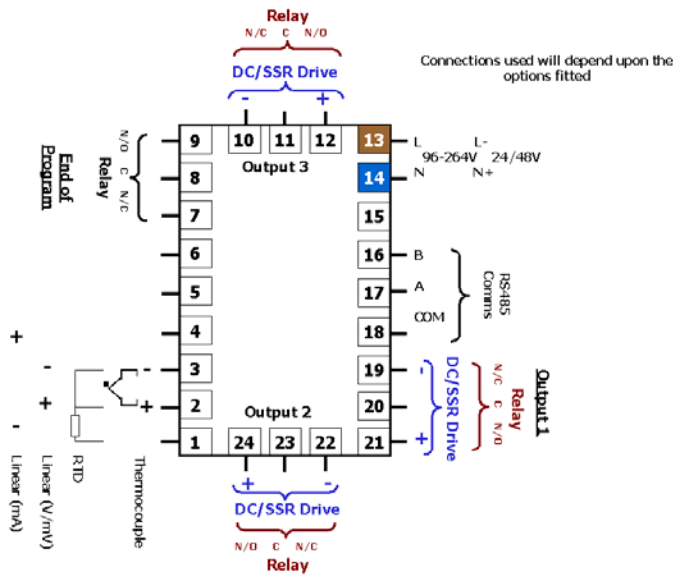 Relay
N/C C N/O
DC/SSR Drive
- +
Connections used will depend upon the
options fitted
9 10 11 12 13
Output 3
L L-
96-264V 24/48V
N N+
14
8
7
15
N/O C N/C
Relay
End of
Program
6
16
B
5
17
A
4
18
COM
RS485
Comms
3
19
2
20
1
21
- +
DC/SSR Drive
N/C C N/O
Relay
Output 1
Output 2
24 23 22
+ -
DC/SSR Drive
N/O C N/C
Relay
- +
Thermocouple
RTD
- +
Linear (V/mV)
+ -
Linear (mA)